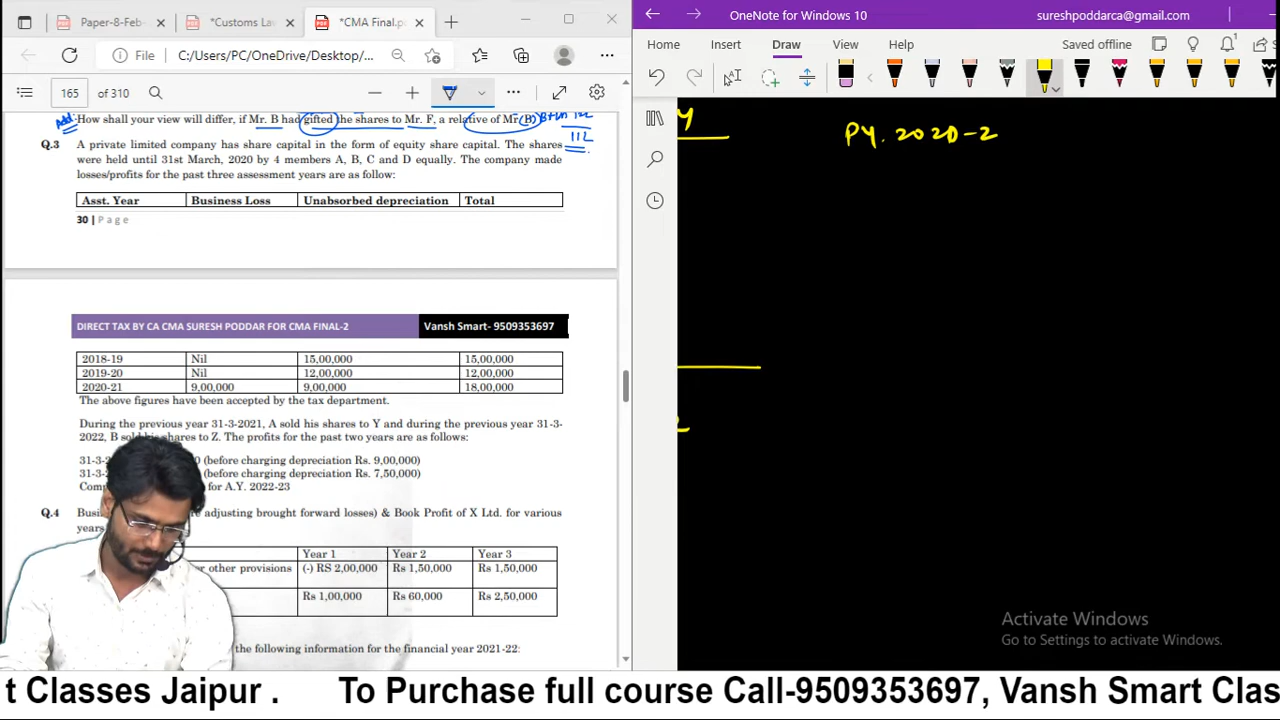 Paper-8-Feb-
*Customs La
*CMA Final.p
File
C:/Users/PC/OneDrive/Desktop/...
165 of 310
How shall your view will differ, if Mr. B had gifted the shares to Mr. F, a relative of Mr B.
11L
Q.3 A private limited company has share capital in the form of equity share capital. The shares
were held until 31st March, 2020 by 4 members A, B, C and D equally. The company made
losses/profits for the past three assessment years are as follow:
Asst. Year Business Loss Unabsorbed depreciation Total
30 | Page
DIRECT TAX BY CA CMA SURESH PODDAR FOR CMA FINAL-2 Vansh Smart- 9509353697
2018-19 Nil 15,00,000 15,00,000
2019-20 Nil 12,00,000 12,00,000
2020-21 9,00,000 9,00,000 18,00,000
The above figures have been accepted by the tax department.
During the previous year 31-3-2021, A sold his shares to Y and during the previous year 31-3-
2022, B sold his shares to Z. The profits for the past two years are as follows:
31-3- 0 (before charging depreciation Rs. 9,00,000)
31-3- (before charging depreciation Rs. 7,50,000)
for A.Y. 2022-23
Q.4 adjusting brought forward losses) & Book Profit of X Ltd. for various
years
Year 1 Year 2 Year 3
other provisions (-) RS 2,00,000 Rs 1,50,000 Rs 1,50,000
Rs 1,00,000 Rs 60,000 Rs 2,50,000
the following information for the financial year 2021-22:
OneNote for Windows 10
sureshpoddarca@gmail.com
Home Insert Draw View Help
Saved offline
Y
PY. 2020-2
2
Activate Windows
Go to Settings to activate Windows.
t Classes Jaipur . To Purchase full course Call-9509353697, Vansh Smart Clas